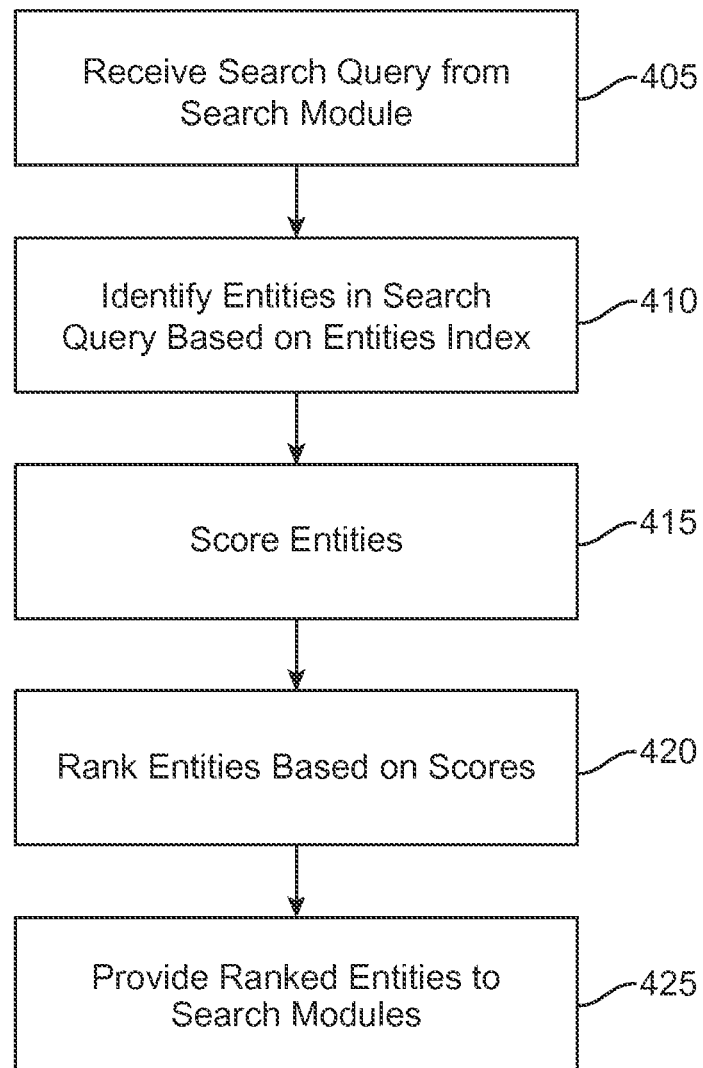 Receive Search Query from
Search Module
405
Identify Entities in Search
Query Based on Entities Index
410
Score Entities
415
Rank Entities Based on Scores
420
Provide Ranked Entities to
Search Modules
425